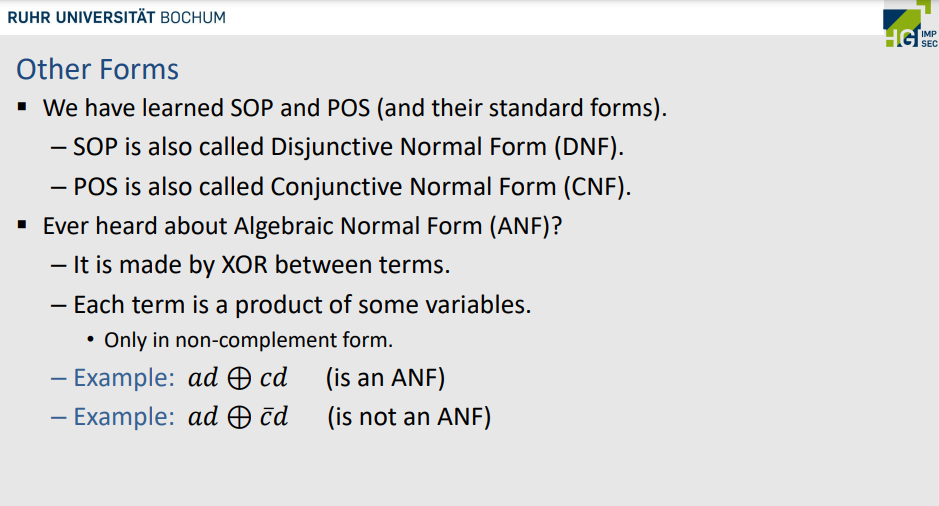 RUHR UNIVERSITÄT BOCHUM
HGI IMP
SEC
Other Forms
▪ We have learned SOP and POS (and their standard forms).
– SOP is also called Disjunctive Normal Form (DNF).
– POS is also called Conjunctive Normal Form (CNF).
▪ Ever heard about Algebraic Normal Form (ANF)?
– It is made by XOR between terms.
– Each term is a product of some variables.
• Only in non-complement form.
– Example: ad ⊕ cd (is an ANF)
– Example: ad ⊕ c̄d (is not an ANF)